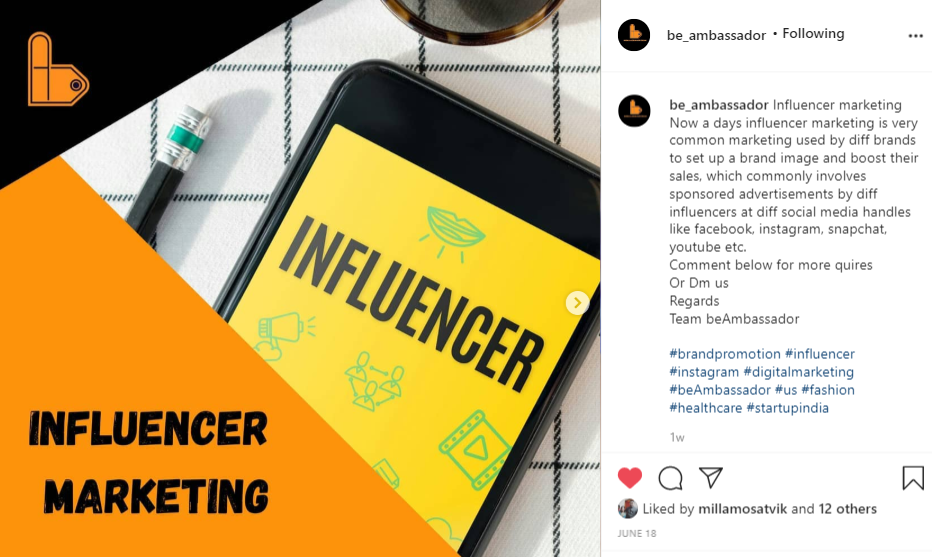 INFLUENCER
INFLUENCER
MARKETING
be_ambassador • Following
be_ambassador Influencer marketing
Now a days influencer marketing is very
common marketing used by diff brands
to set up a brand image and boost their
sales, which commonly involves
sponsored advertisements by diff
influencers at diff social media handles
like facebook, instagram, snapchat,
youtube etc.
Comment below for more quires
Or Dm us
Regards
Team beAmbassador
#brandpromotion #influencer
#instagram #digitalmarketing
#beAmbassador #us #fashion
#healthcare #startupindia
1w
Liked by millamosatvik and 12 others
JUNE 18